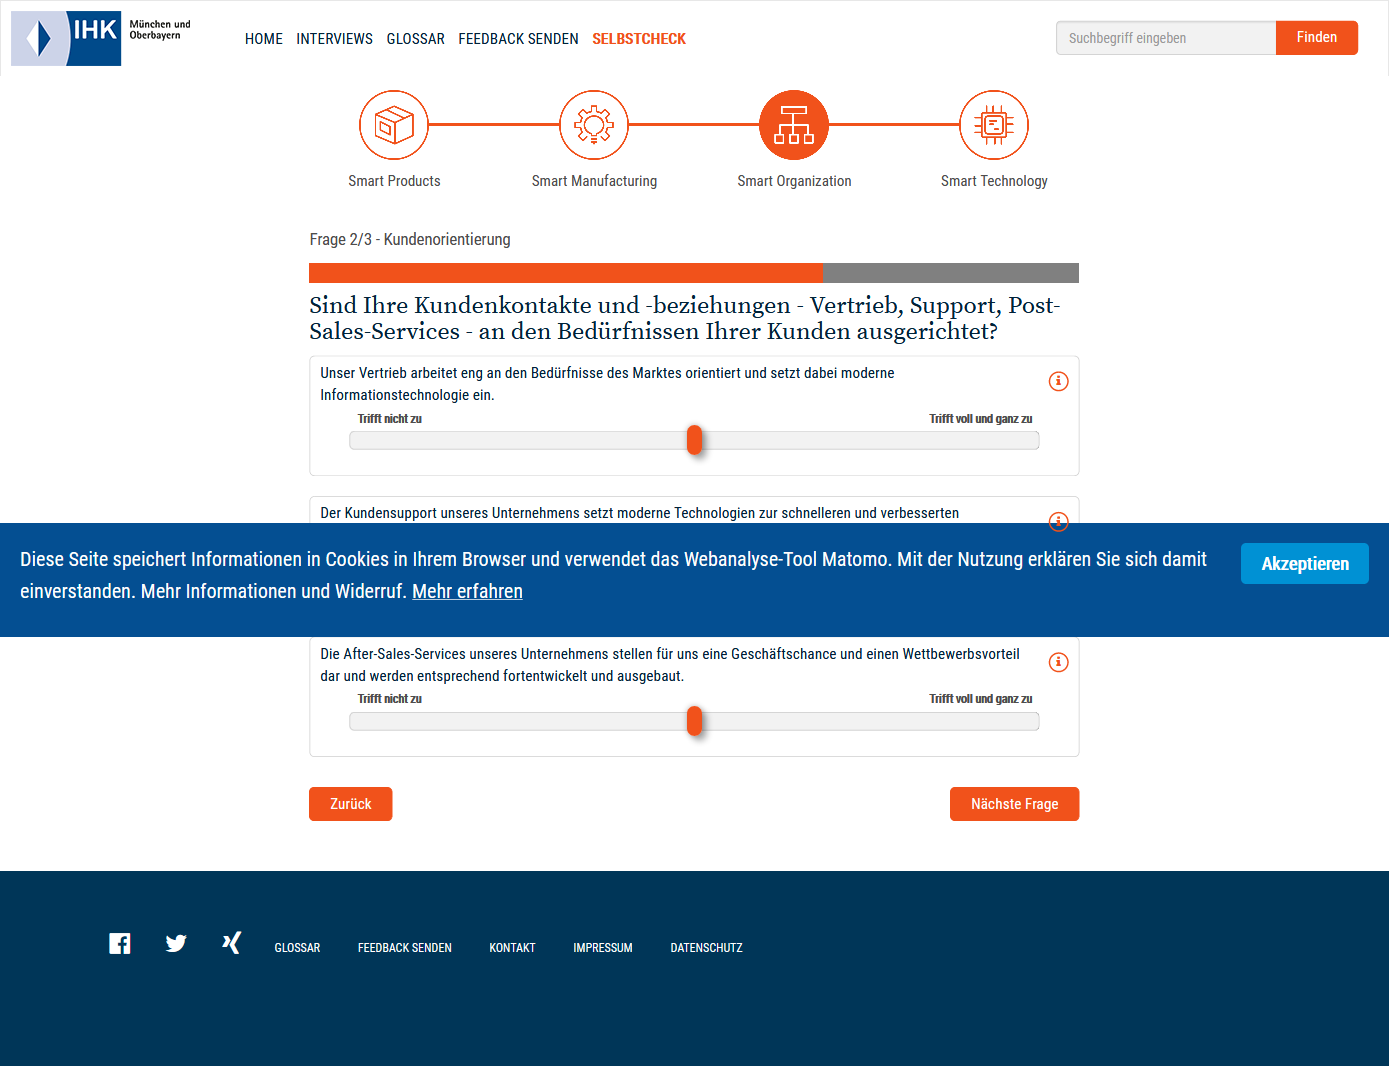 IHK München und
Oberbayern
HOME INTERVIEWS GLOSSAR FEEDBACK SENDEN SELBSTCHECK
Suchbegriff eingeben Finden
Smart Products Smart Manufacturing Smart Organization Smart Technology
Frage 2/3 - Kundenorientierung
Sind Ihre Kundenkontakte und -beziehungen - Vertrieb, Support, Post-
Sales-Services - an den Bedürfnissen Ihrer Kunden ausgerichtet?
Unser Vertrieb arbeitet eng an den Bedürfnisse des Marktes orientiert und setzt dabei moderne
Informationstechnologie ein.
Trifft nicht zu Trifft voll und ganz zu
Der Kundensupport unseres Unternehmens setzt moderne Technologien zur schnelleren und verbesserten
Diese Seite speichert Informationen in Cookies in Ihrem Browser und verwendet das Webanalyse-Tool Matomo. Mit der Nutzung erklären Sie sich damit
einverstanden. Mehr Informationen und Widerruf. Mehr erfahren
Akzeptieren
Die After-Sales-Services unseres Unternehmens stellen für uns eine Geschäftschance und einen Wettbewerbsvorteil
dar und werden entsprechend fortentwickelt und ausgebaut.
Trifft nicht zu Trifft voll und ganz zu
Zurück Nächste Frage
GLOSSAR FEEDBACK SENDEN KONTAKT IMPRESSUM DATENSCHUTZ